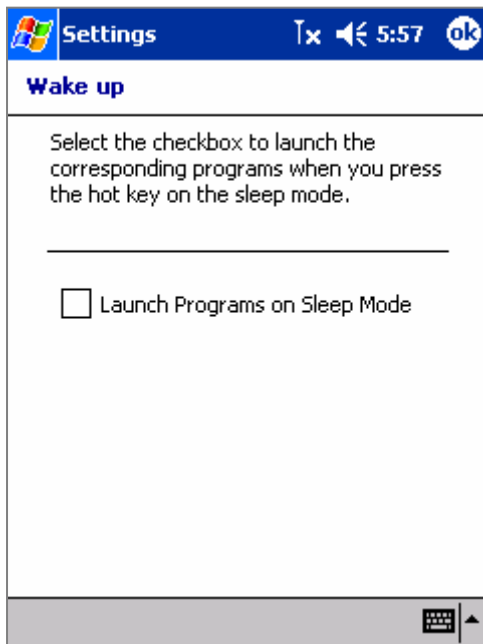 Settings 5:57 ok
Wake up
Select the checkbox to launch the
corresponding programs when you press
the hot key on the sleep mode.
Launch Programs on Sleep Mode